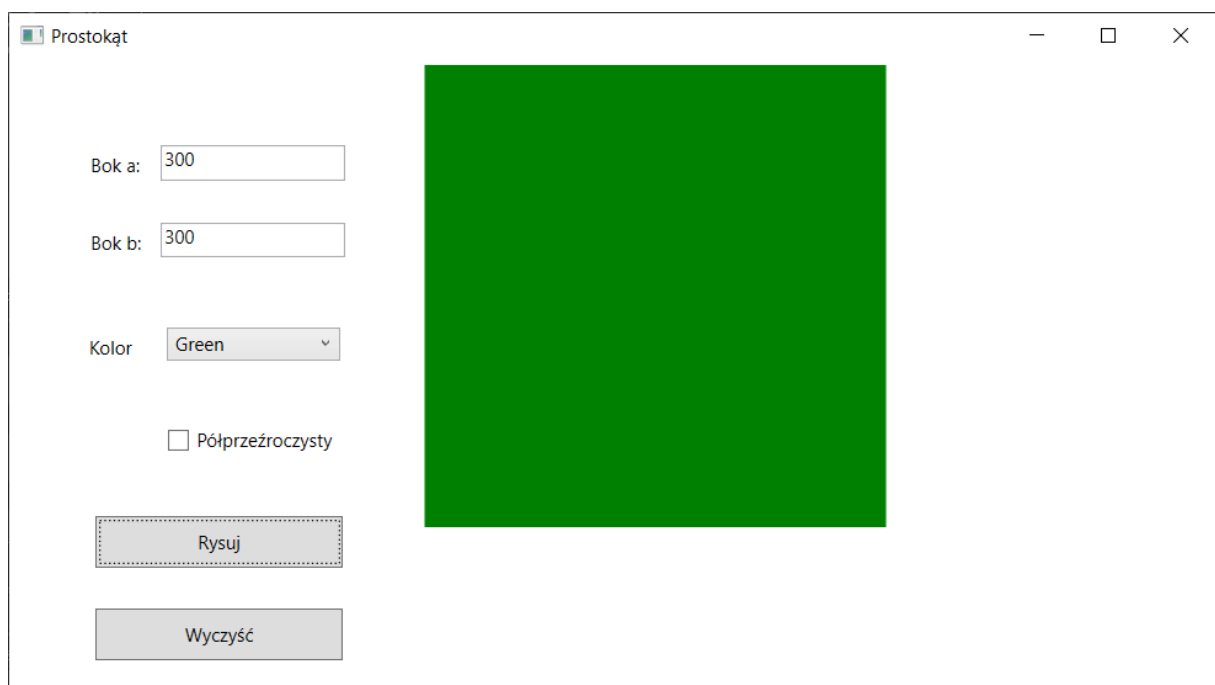 Prostokąt
Bok a: 300
Bok b: 300
Kolor Green
Półprzeźroczysty
Rysuj
Wyczyść